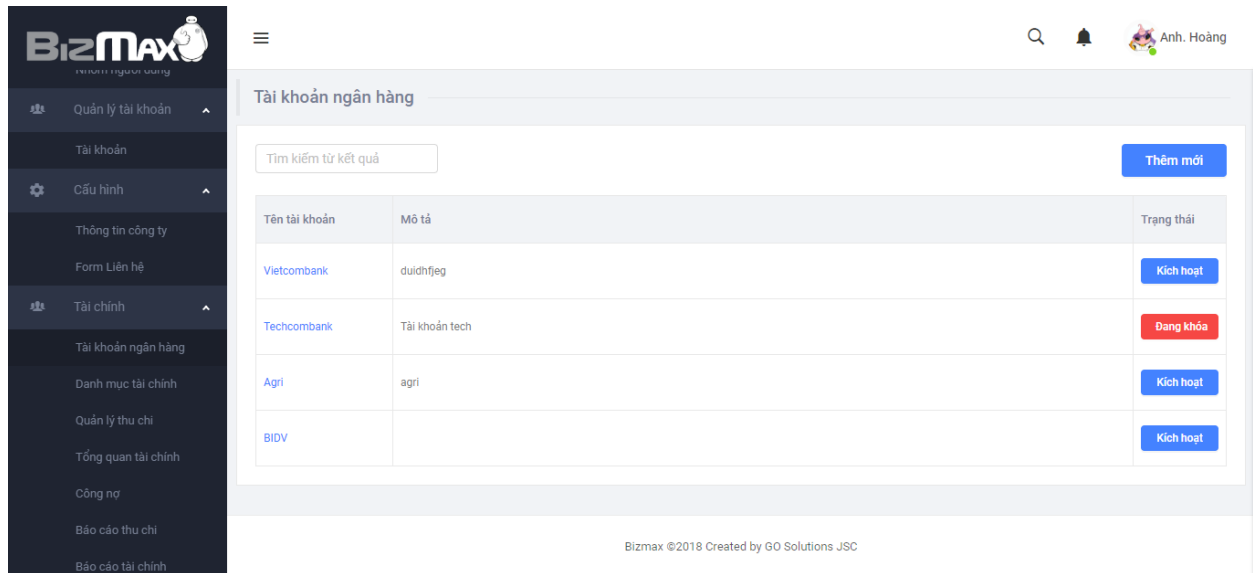 BizMax
Nhóm người dùng
Quản lý tài khoản
Tài khoản
Cấu hình
Thông tin công ty
Form Liên hệ
Tài chính
Tài khoản ngân hàng
Danh mục tài chính
Quản lý thu chi
Tổng quan tài chính
Công nợ
Báo cáo thu chi
Báo cáo tài chính
Anh. Hoàng
Tài khoản ngân hàng
Tìm kiếm từ kết quả
Thêm mới
Tên tài khoản Mô tả Trạng thái
Vietcombank duidhfjeg Kích hoạt
Techcombank Tài khoản tech Đang khóa
Agri agri Kích hoạt
BIDV Kích hoạt
Bizmax ©2018 Created by GO Solutions JSC